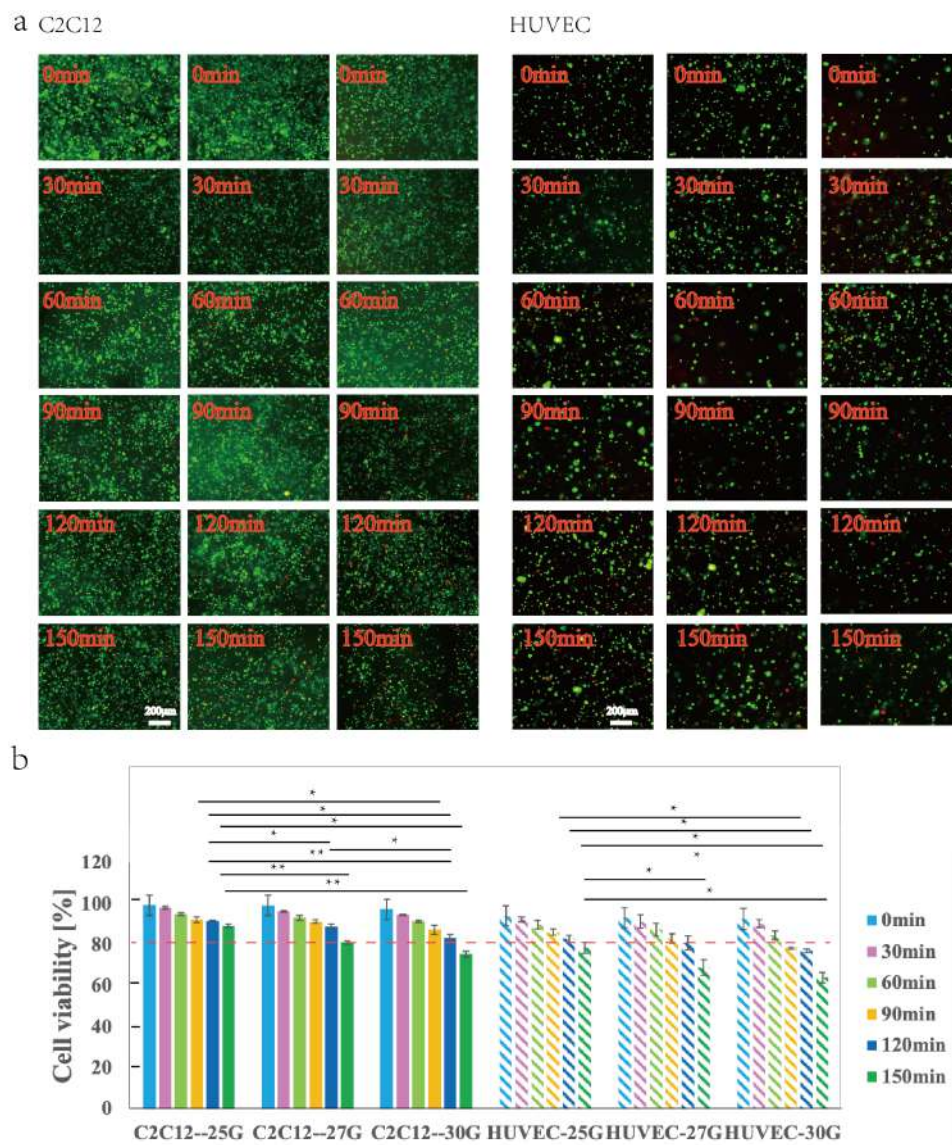 a C2C12 HUVEC
0min 0min 0min 0min 0min 0min
30min 30min 30min 30min 30min 30min
60min 60min 60min 60min 60min 60min
90min 90min 90min 90min 90min 90min
120min 120min 120min 120min 120min 120min
150min 150min 150min 150min 150min 150min
200μm 200μm
b
* *
* *
* *
* * *
** *
** *
**
Cell viability [%]
120
100
80
60
40
20
0
0min
30min
60min
90min
120min
150min
C2C12--25G C2C12--27G C2C12--30G HUVEC-25G HUVEC-27G HUVEC-30G